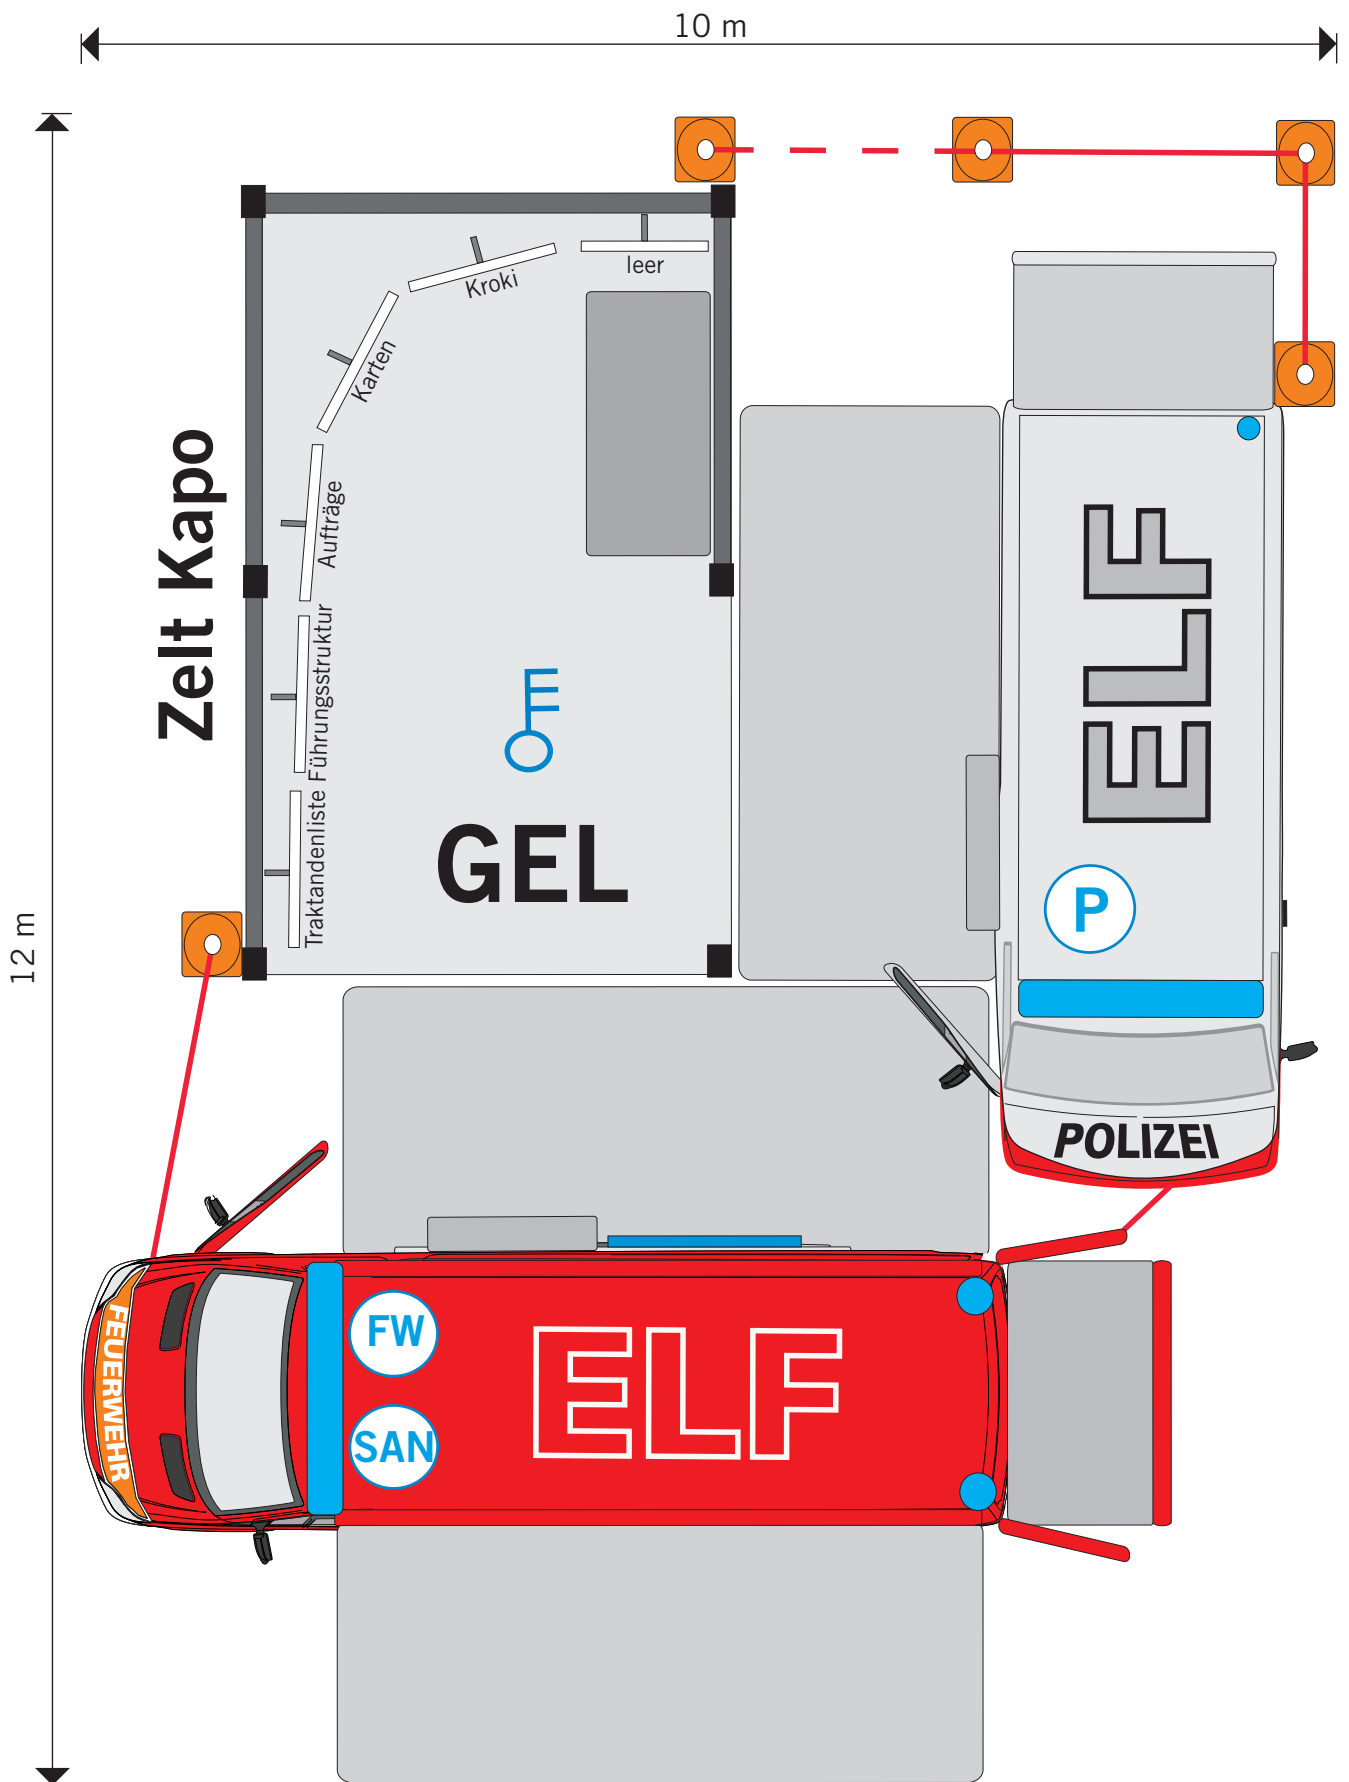 10 m
12 m
leer
Kroki
Karten
Aufträge
Führungsstruktur
Traktandenliste
Zelt Kapo
GEL
ELF
P
POLIZEI
FEUERWEHR
FW
SAN
ELF